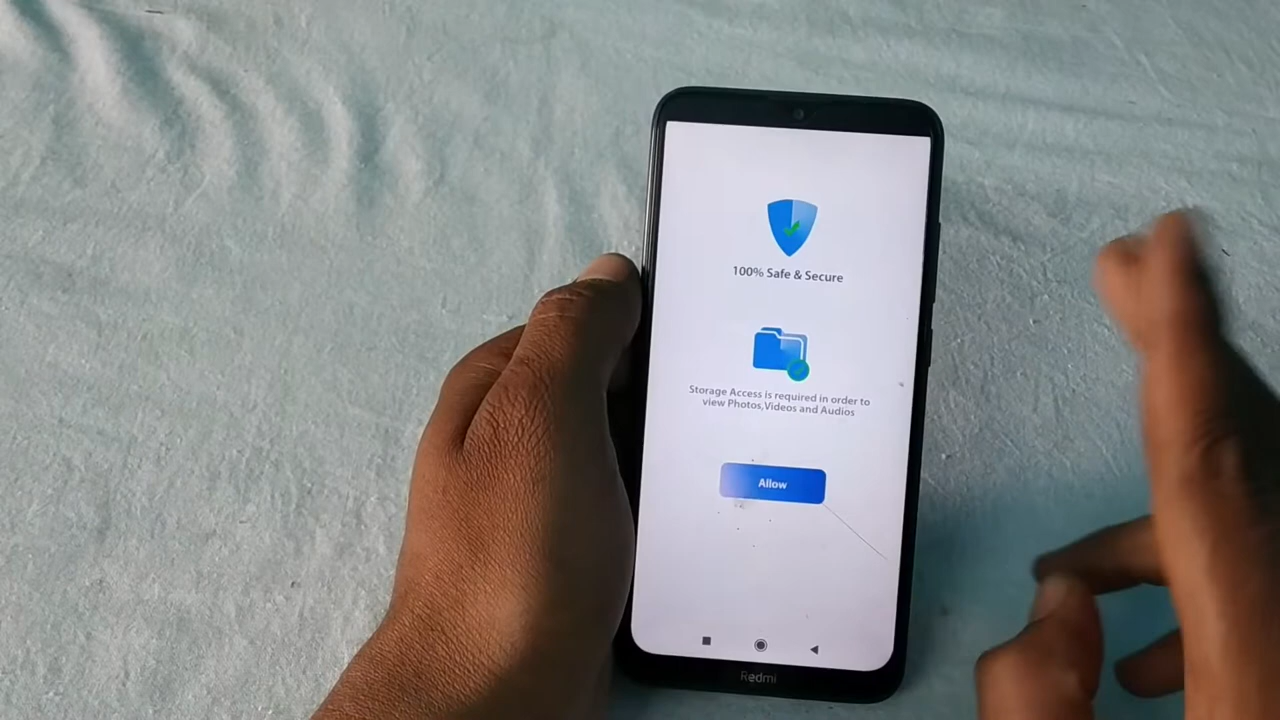 100% Safe & Secure
Storage Access is required in order to
view Photos,Videos and Audios
Allow
Redmi